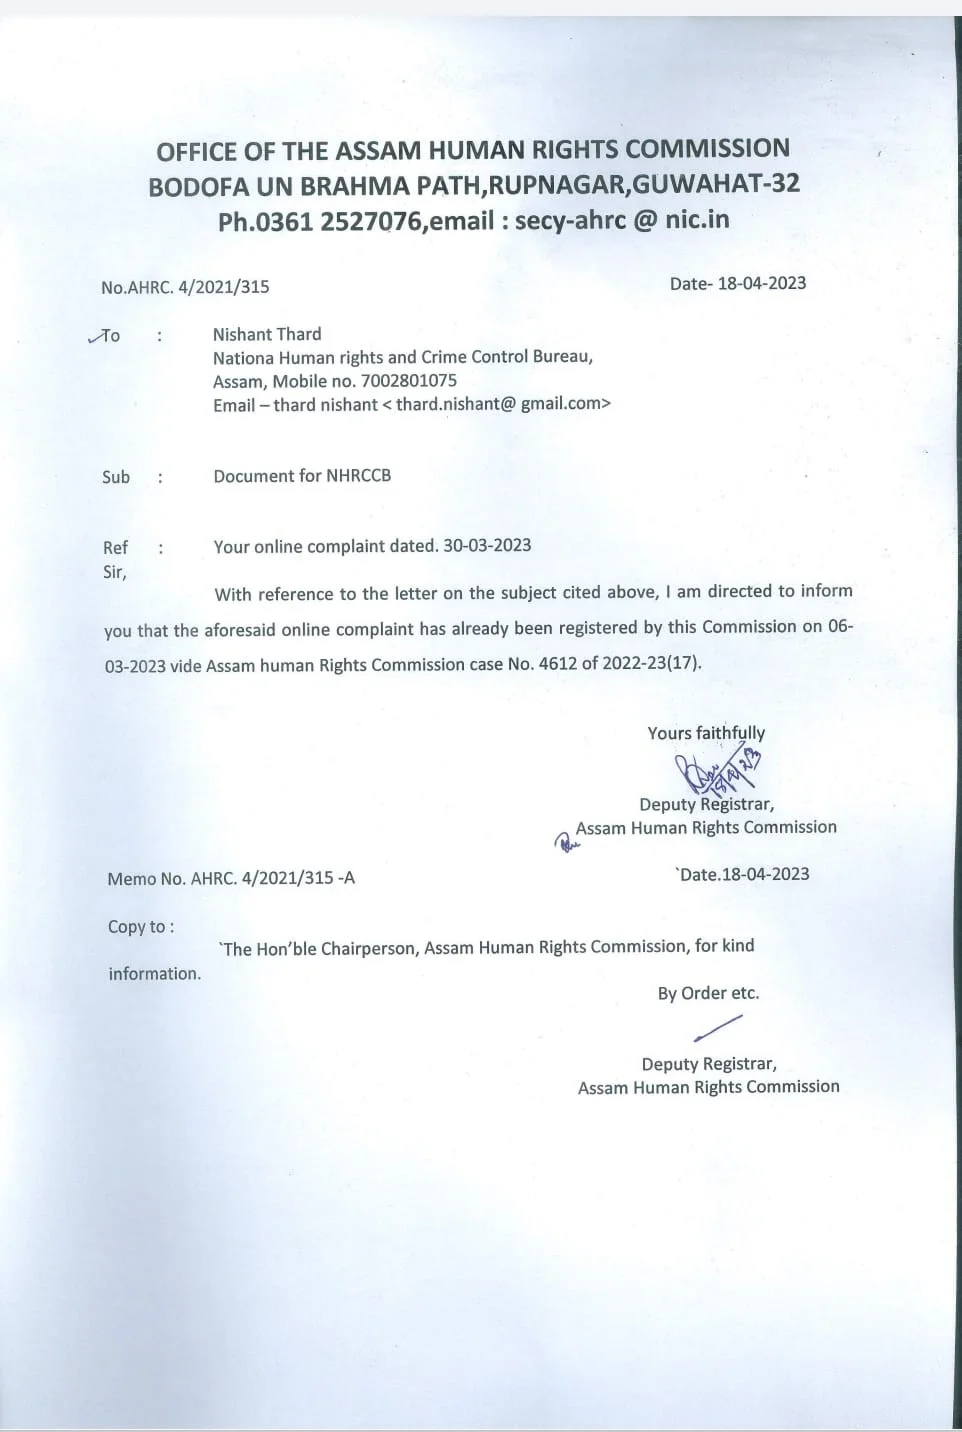 OFFICE OF THE ASSAM HUMAN RIGHTS COMMISSION
BODOFA UN BRAHMA PATH,RUPNAGAR,GUWAHAT-32
Ph.0361 2527076,email : secy-ahrc @ nic.in
No.AHRC. 4/2021/315 Date- 18-04-2023
To : Nishant Thard
Nationa Human rights and Crime Control Bureau,
Assam, Mobile no. 7002801075
Email – thard nishant < thard.nishant@ gmail.com>
Sub : Document for NHRCCB
Ref : Your online complaint dated. 30-03-2023
Sir,
With reference to the letter on the subject cited above, I am directed to inform
you that the aforesaid online complaint has already been registered by this Commission on 06-
03-2023 vide Assam human Rights Commission case No. 4612 of 2022-23(17).
Yours faithfully
18/4/23
Deputy Registrar,
Assam Human Rights Commission
Memo No. AHRC. 4/2021/315 -A `Date.18-04-2023
Copy to :
`The Hon’ble Chairperson, Assam Human Rights Commission, for kind
information.
By Order etc.
Deputy Registrar,
Assam Human Rights Commission